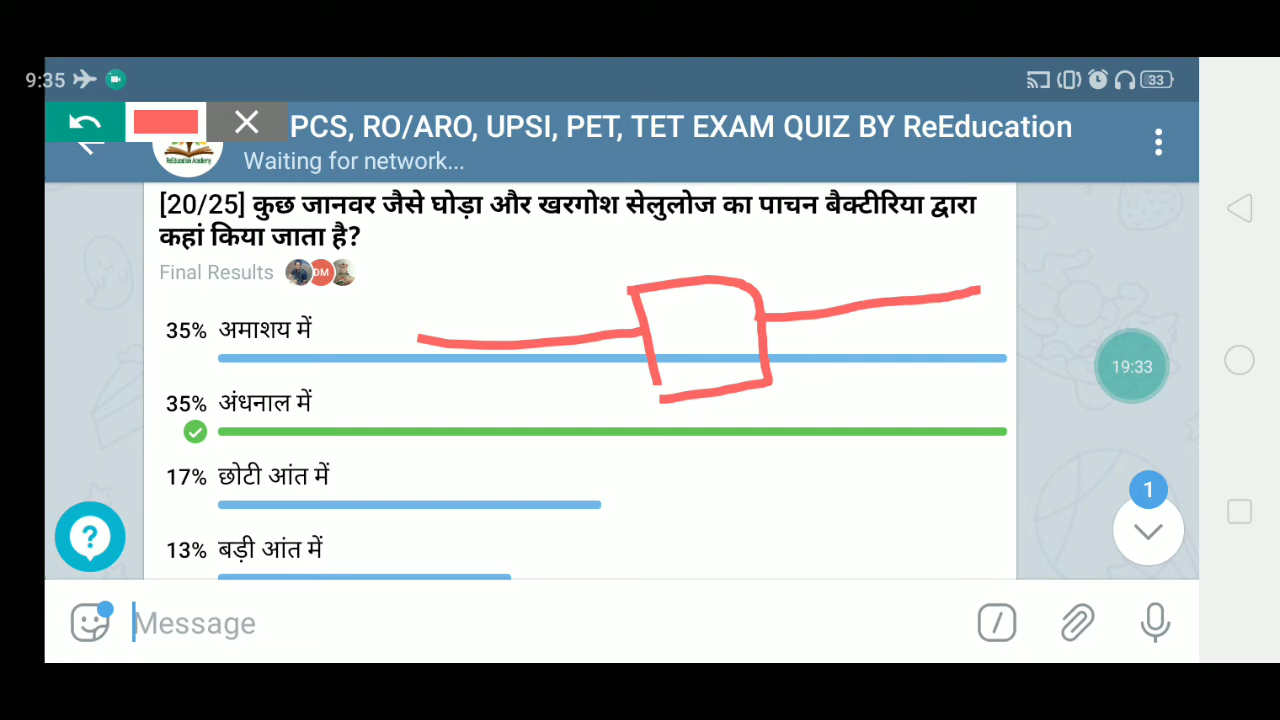 9:35
33
PCS, RO/ARO, UPSI, PET, TET EXAM QUIZ BY ReEducation
ReEducation Academy
Waiting for network...
[20/25] कुछ जानवर जैसे घोड़ा और खरगोश सेलुलोज का पाचन बैक्टीरिया द्वारा
कहां किया जाता है?
Final Results
DM
35% अमाशय में
19:33
35% अंधनाल में
17% छोटी आंत में
1
13% बड़ी आंत में
Message